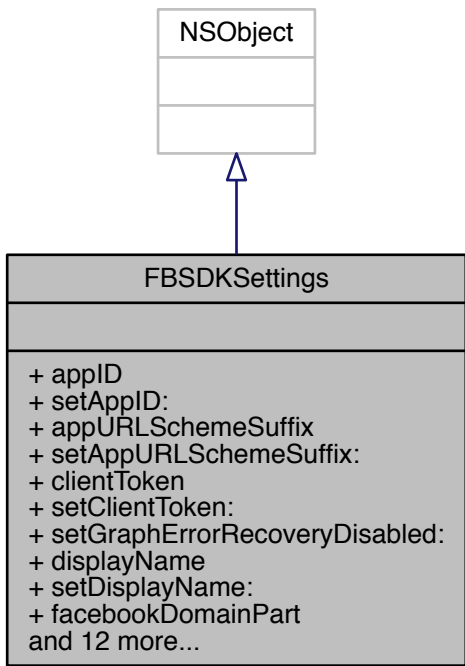 NSObject
FBSDKSettings
+ appID
+ setAppID:
+ appURLSchemeSuffix
+ setAppURLSchemeSuffix:
+ clientToken
+ setClientToken:
+ setGraphErrorRecoveryDisabled:
+ displayName
+ setDisplayName:
+ facebookDomainPart
and 12 more...